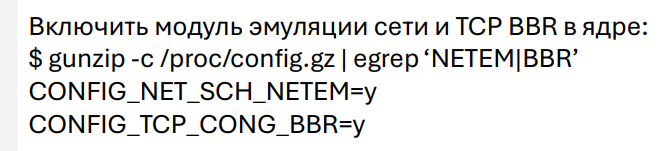 Включить модуль эмуляции сети и TCP BBR в ядре:
$ gunzip -c /proc/config.gz | egrep ‘NETEM|BBR’
CONFIG_NET_SCH_NETEM=y
CONFIG_TCP_CONG_BBR=y